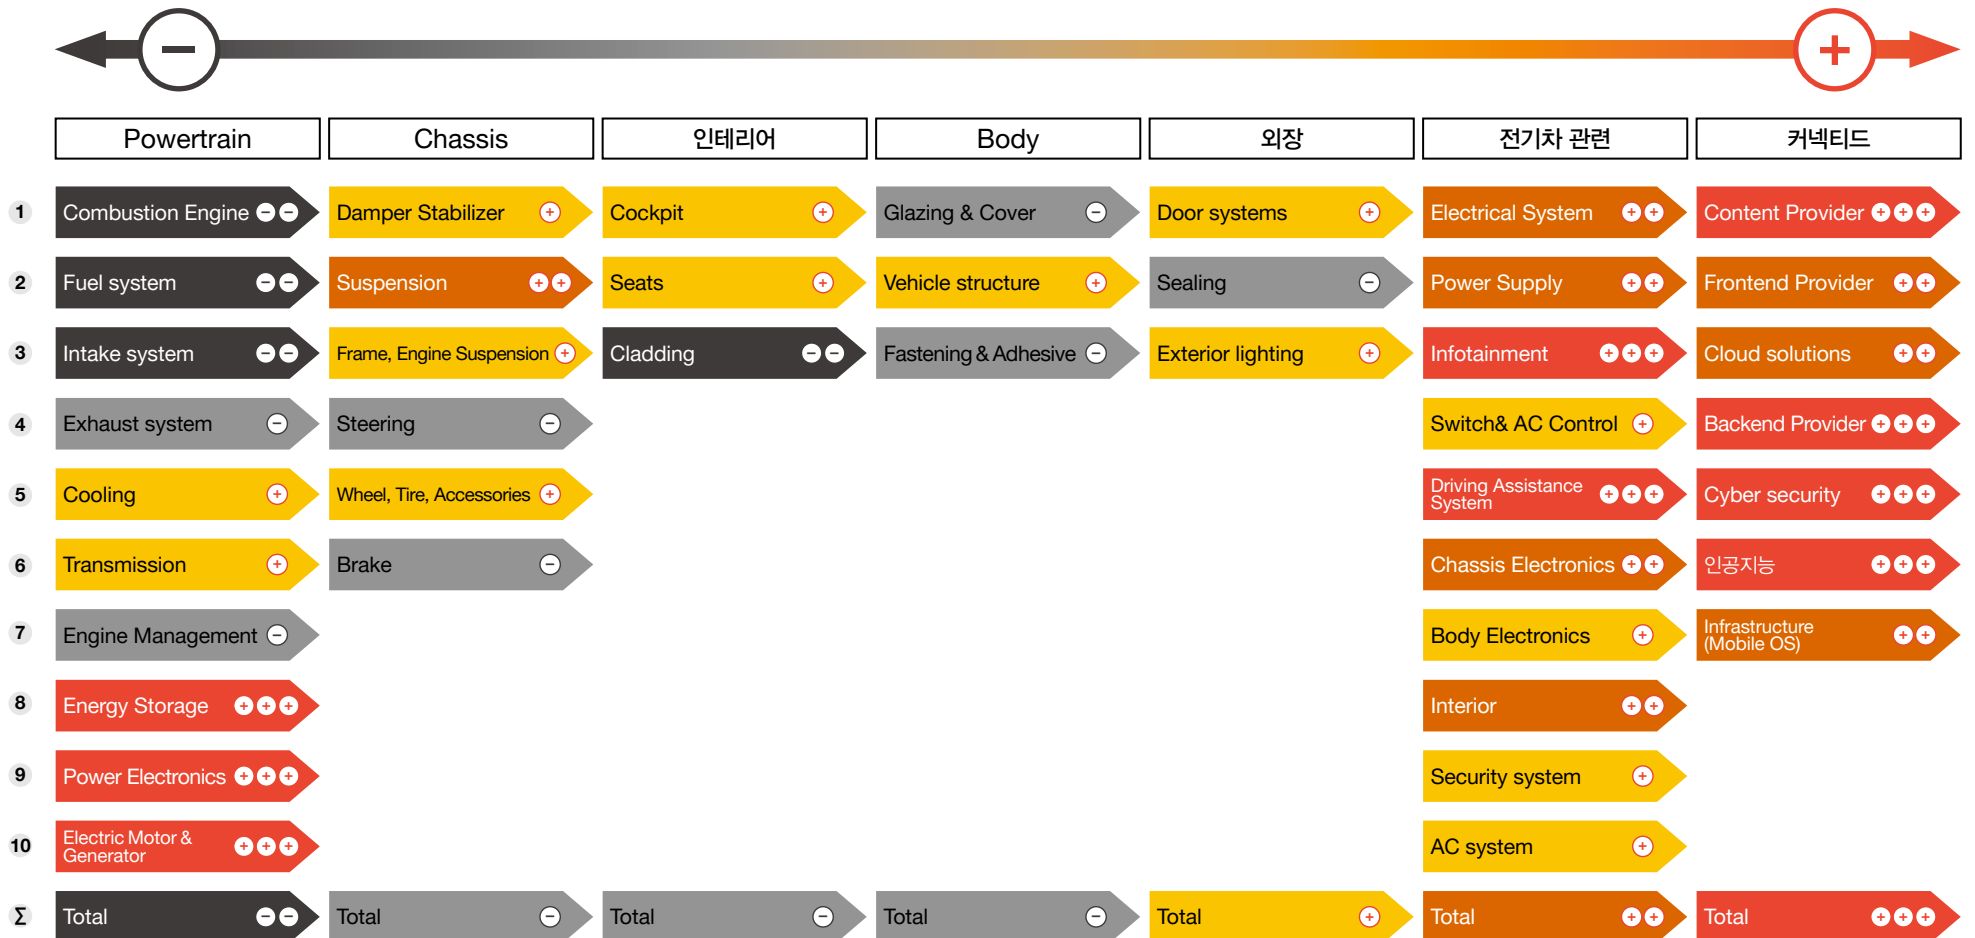 Powertrain Chassis 인테리어 Body 외장 전기차 관련 커넥티드
1 Combustion Engine −− Damper Stabilizer + Cockpit + Glazing & Cover − Door systems + Electrical System ++ Content Provider +++
2 Fuel system −− Suspension ++ Seats + Vehicle structure + Sealing − Power Supply ++ Frontend Provider ++
3 Intake system −− Frame, Engine Suspension + Cladding −− Fastening & Adhesive − Exterior lighting + Infotainment +++ Cloud solutions ++
4 Exhaust system − Steering − Switch& AC Control + Backend Provider +++
5 Cooling + Wheel, Tire, Accessories + Driving Assistance System +++ Cyber security +++
6 Transmission + Brake − Chassis Electronics ++ 인공지능 +++
7 Engine Management − Body Electronics + Infrastructure (Mobile OS) ++
8 Energy Storage +++ Interior ++
9 Power Electronics +++ Security system +
10 Electric Motor & Generator +++ AC system +
Σ Total −− Total − Total − Total − Total + Total ++ Total +++